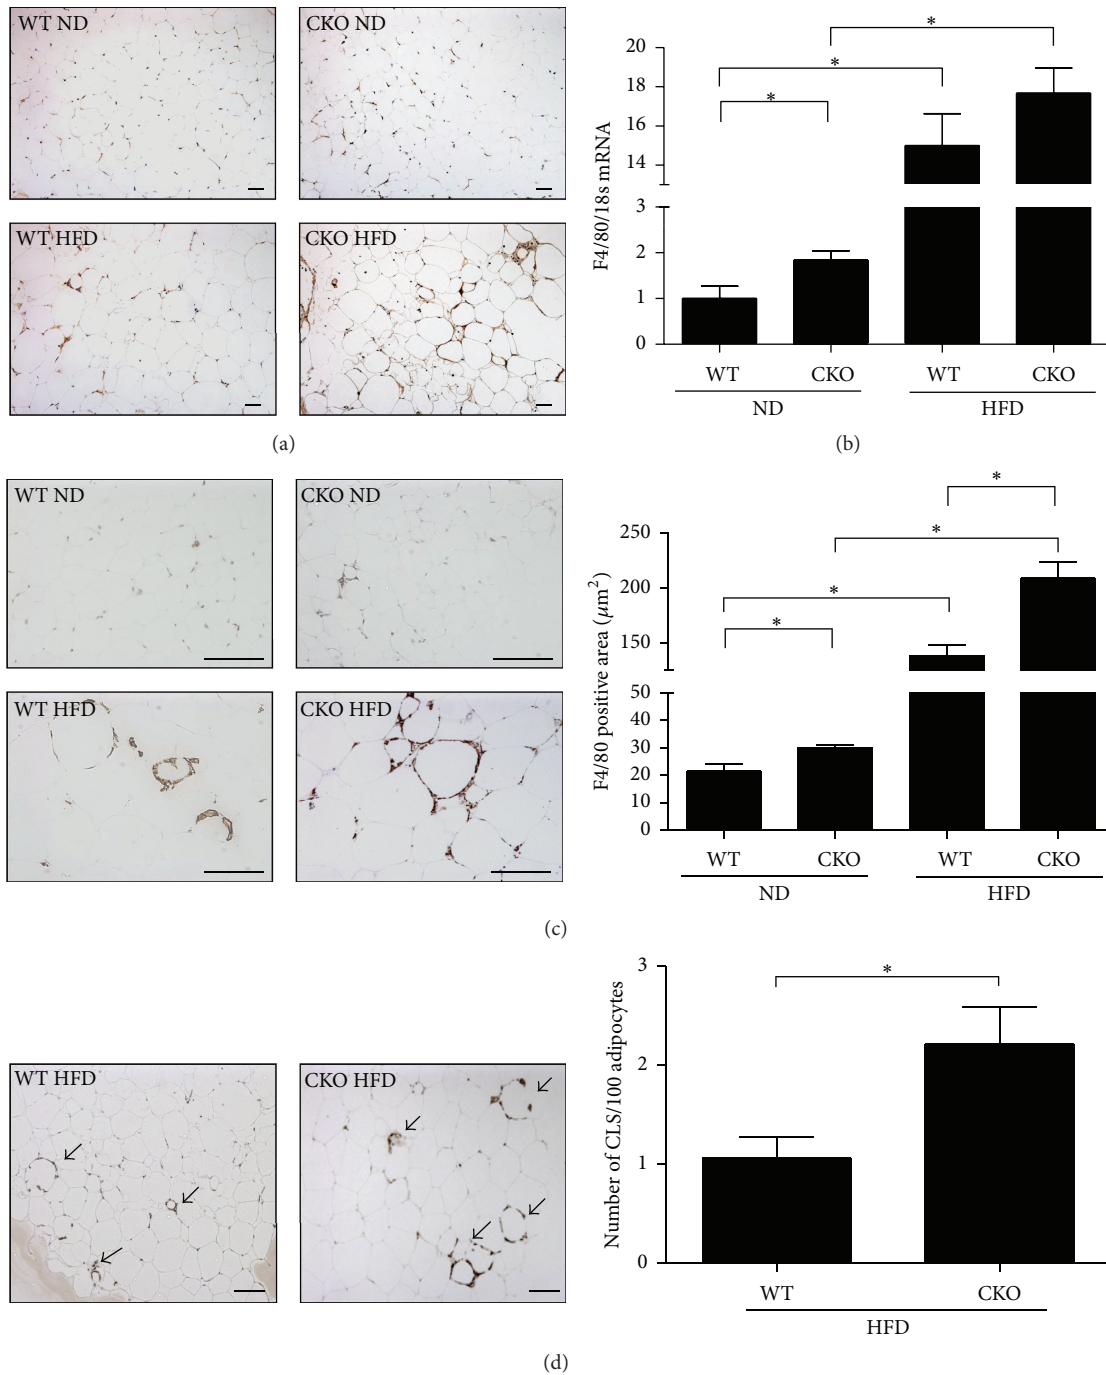 WT ND
CKO ND
WT HFD
CKO HFD
(a)
F4/80/18s mRNA
20
18
16
14
3
2
1
0
*
*
*
WT
CKO
WT
CKO
ND
HFD
(b)
WT ND
CKO ND
WT HFD
CKO HFD
F4/80 positive area (μm²)
250
200
150
50
40
30
20
10
0
*
*
*
*
WT
CKO
WT
CKO
ND
HFD
(c)
WT HFD
CKO HFD
Number of CLS/100 adipocytes
3
2
1
0
*
WT
CKO
HFD
(d)